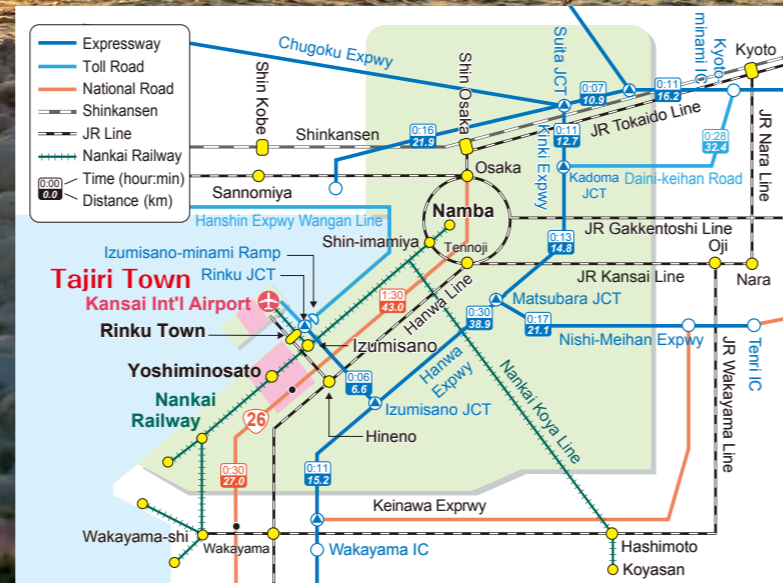 Expressway
Toll Road
National Road
Shinkansen
JR Line
Nankai Railway
0:00
0.0
Time (hour:min)
Distance (km)
Chugoku Expwy
Shin Kobe
Shinkansen
0:16
21.9
Sannomiya
Shin Osaka
Suita JCT
0:07
10.9
Kyoto-
minami IC
0:11
16.2
Kyoto
JR Tokaido Line
JR Nara Line
0:11
12.7
Kinki Expwy
0:28
32.4
Osaka
Kadoma
JCT
Daini-keihan Road
Hanshin Expwy Wangan Line
Namba
Shin-imamiya
Tennoji
0:13
14.8
JR Gakkentoshi Line
Oji
JR Kansai Line
Nara
Izumisano-minami Ramp
Rinku JCT
Tajiri Town
Kansai Int'l Airport
Rinku Town
1:30
43.0
Hanwa Line
0:30
38.9
Matsubara JCT
0:17
21.1
Nishi-Meihan Expwy
Tenri IC
Izumisano
Yoshiminosato
0:06
6.6
Hanwa
Expwy
Nankai Koya Line
JR Wakayama Line
Nankai
Railway
26
Izumisano JCT
Hineno
0:30
27.0
0:11
15.2
Keinawa Exprwy
Wakayama-shi
Wakayama
Wakayama IC
Hashimoto
Koyasan